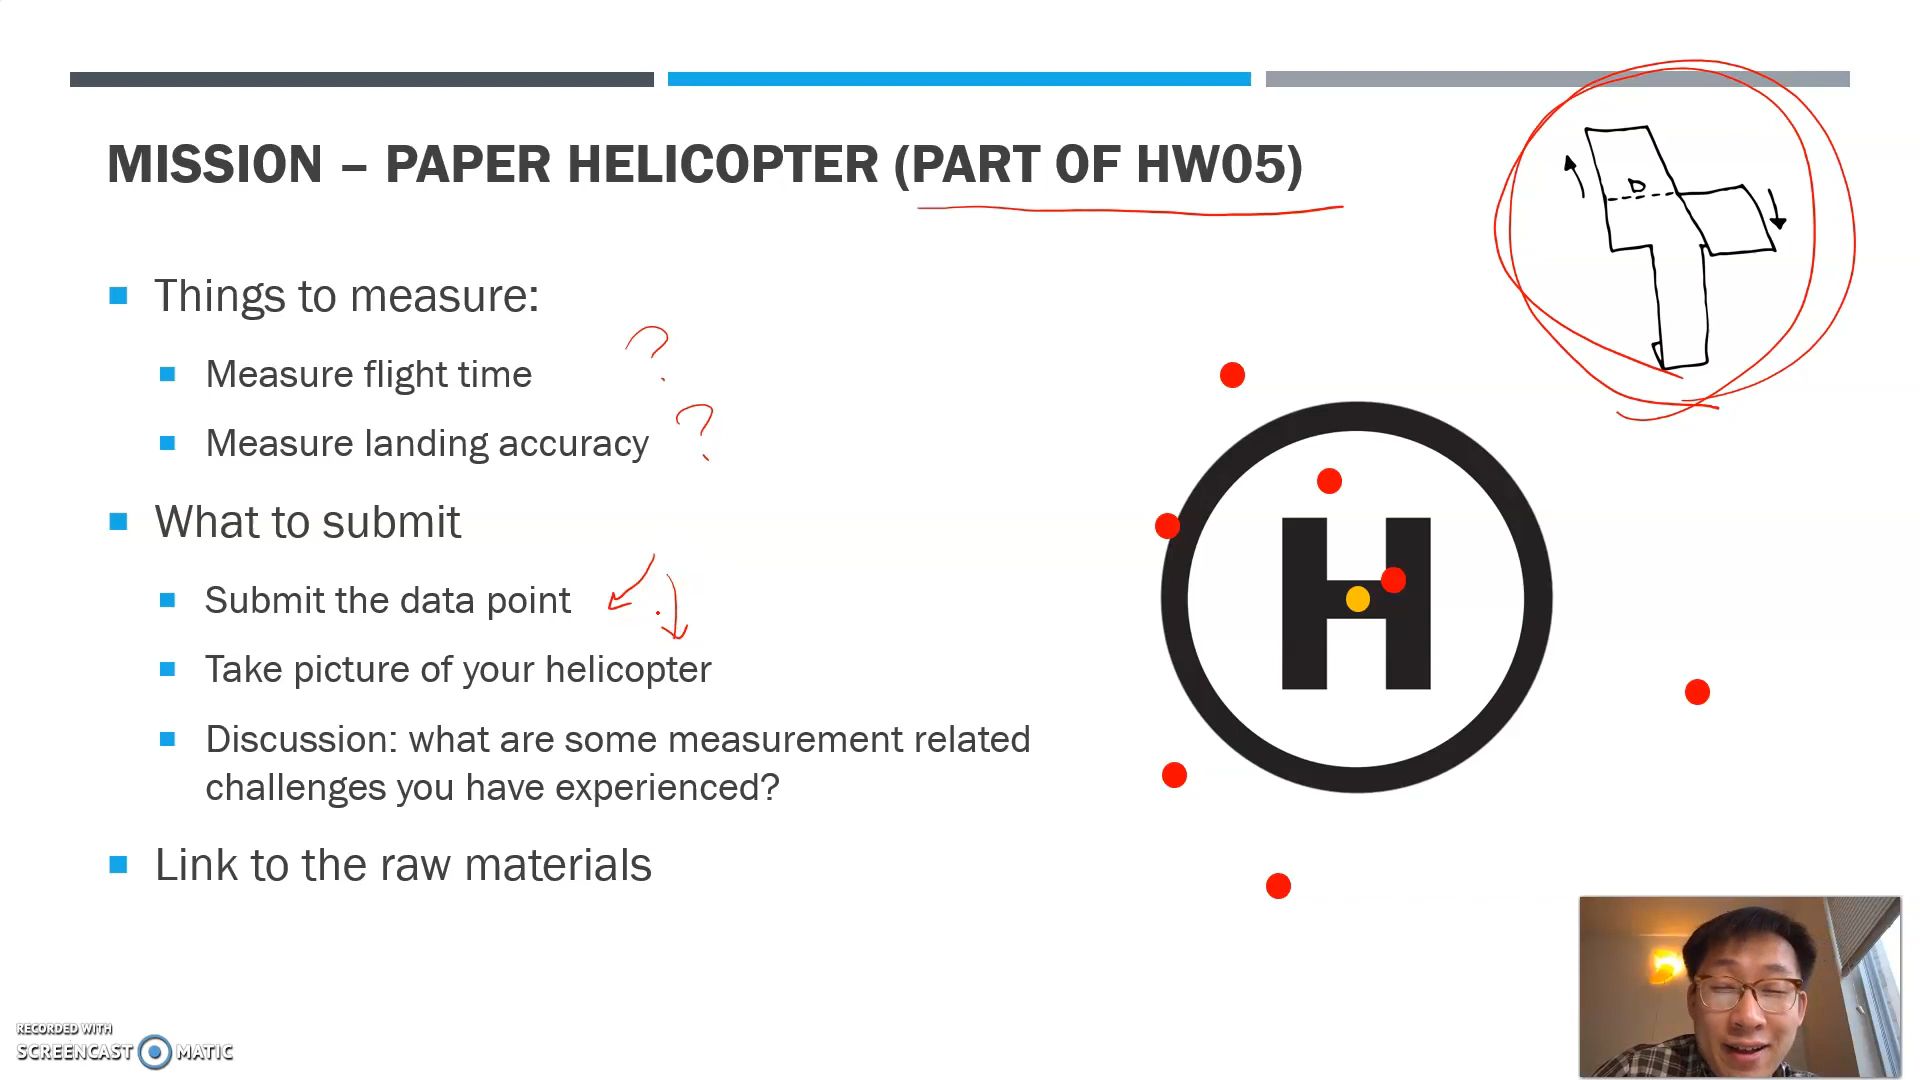 MISSION – PAPER HELICOPTER (PART OF HW05)
D
Things to measure:
?
Measure flight time
?
Measure landing accuracy
What to submit
Submit the data point
Take picture of your helicopter
Discussion: what are some measurement related
challenges you have experienced?
Link to the raw materials
H
RECORDED WITH
SCREENCAST MATIC